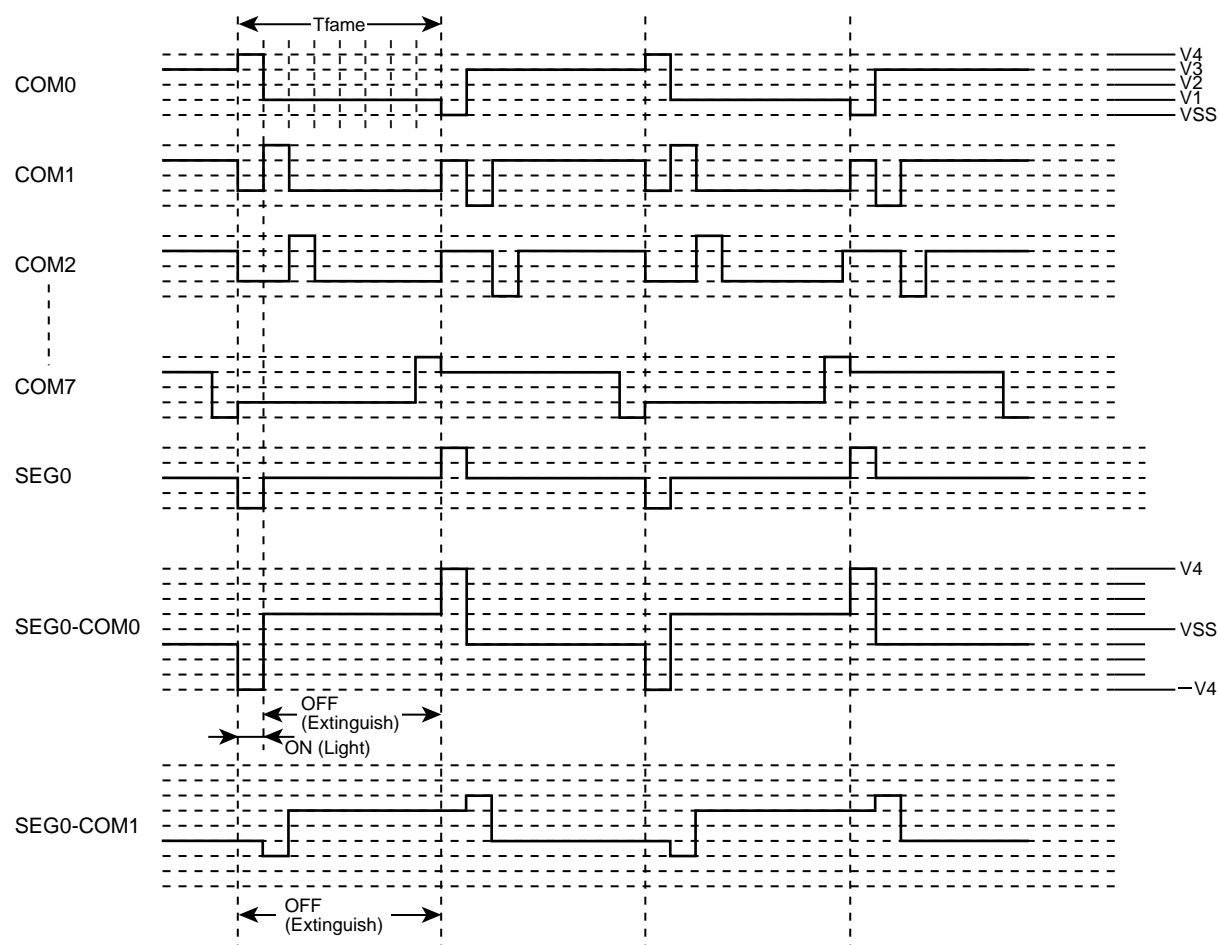 Tfame
COM0
V4
V3
V2
V1
VSS
COM1
COM2
COM7
SEG0
SEG0-COM0
V4
VSS
—V4
OFF
(Extinguish)
ON (Light)
SEG0-COM1
OFF
(Extinguish)